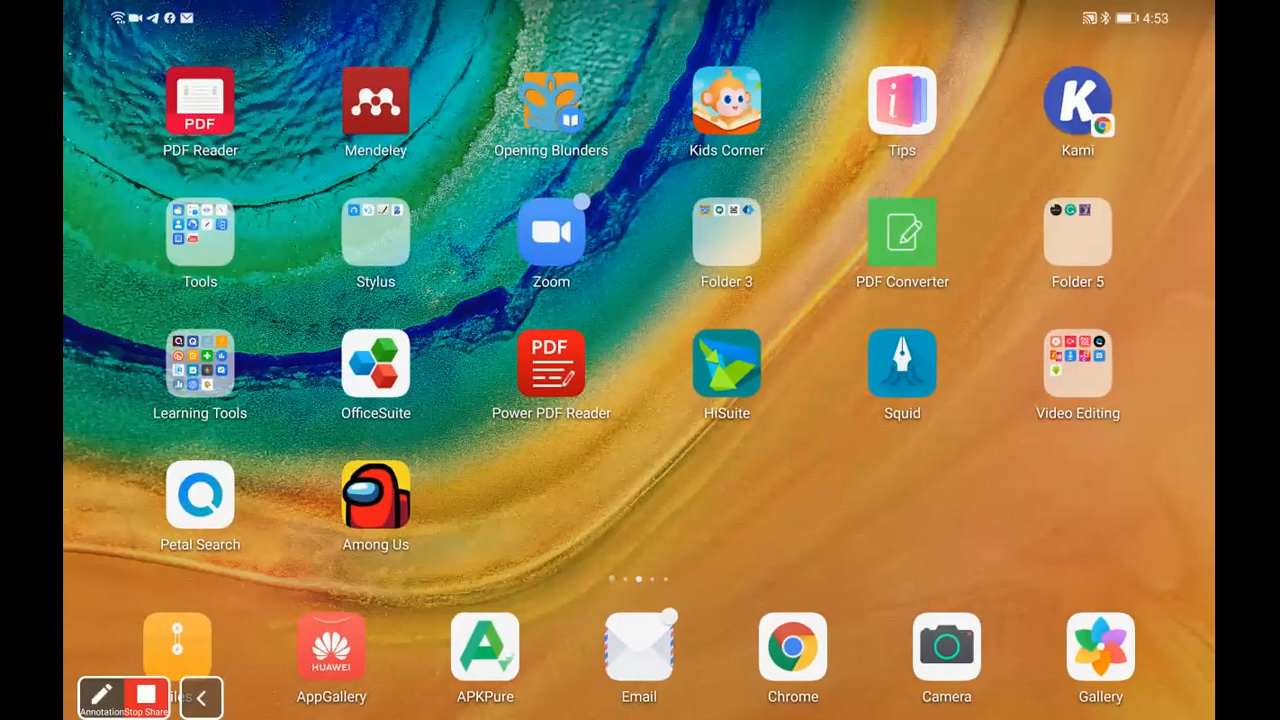 4:53
PDF
PDF Reader
Mendeley
Opening Blunders
Kids Corner
Tips
K
Kami
Tools
Stylus
Zoom
Folder 3
PDF Converter
Folder 5
Learning Tools
OfficeSuite
PDF
Power PDF Reader
HiSuite
Squid
Video Editing
Petal Search
Among Us
HUAWEI
AppGallery
APKPure
Email
Chrome
Camera
Gallery
Annotation
Stop Share